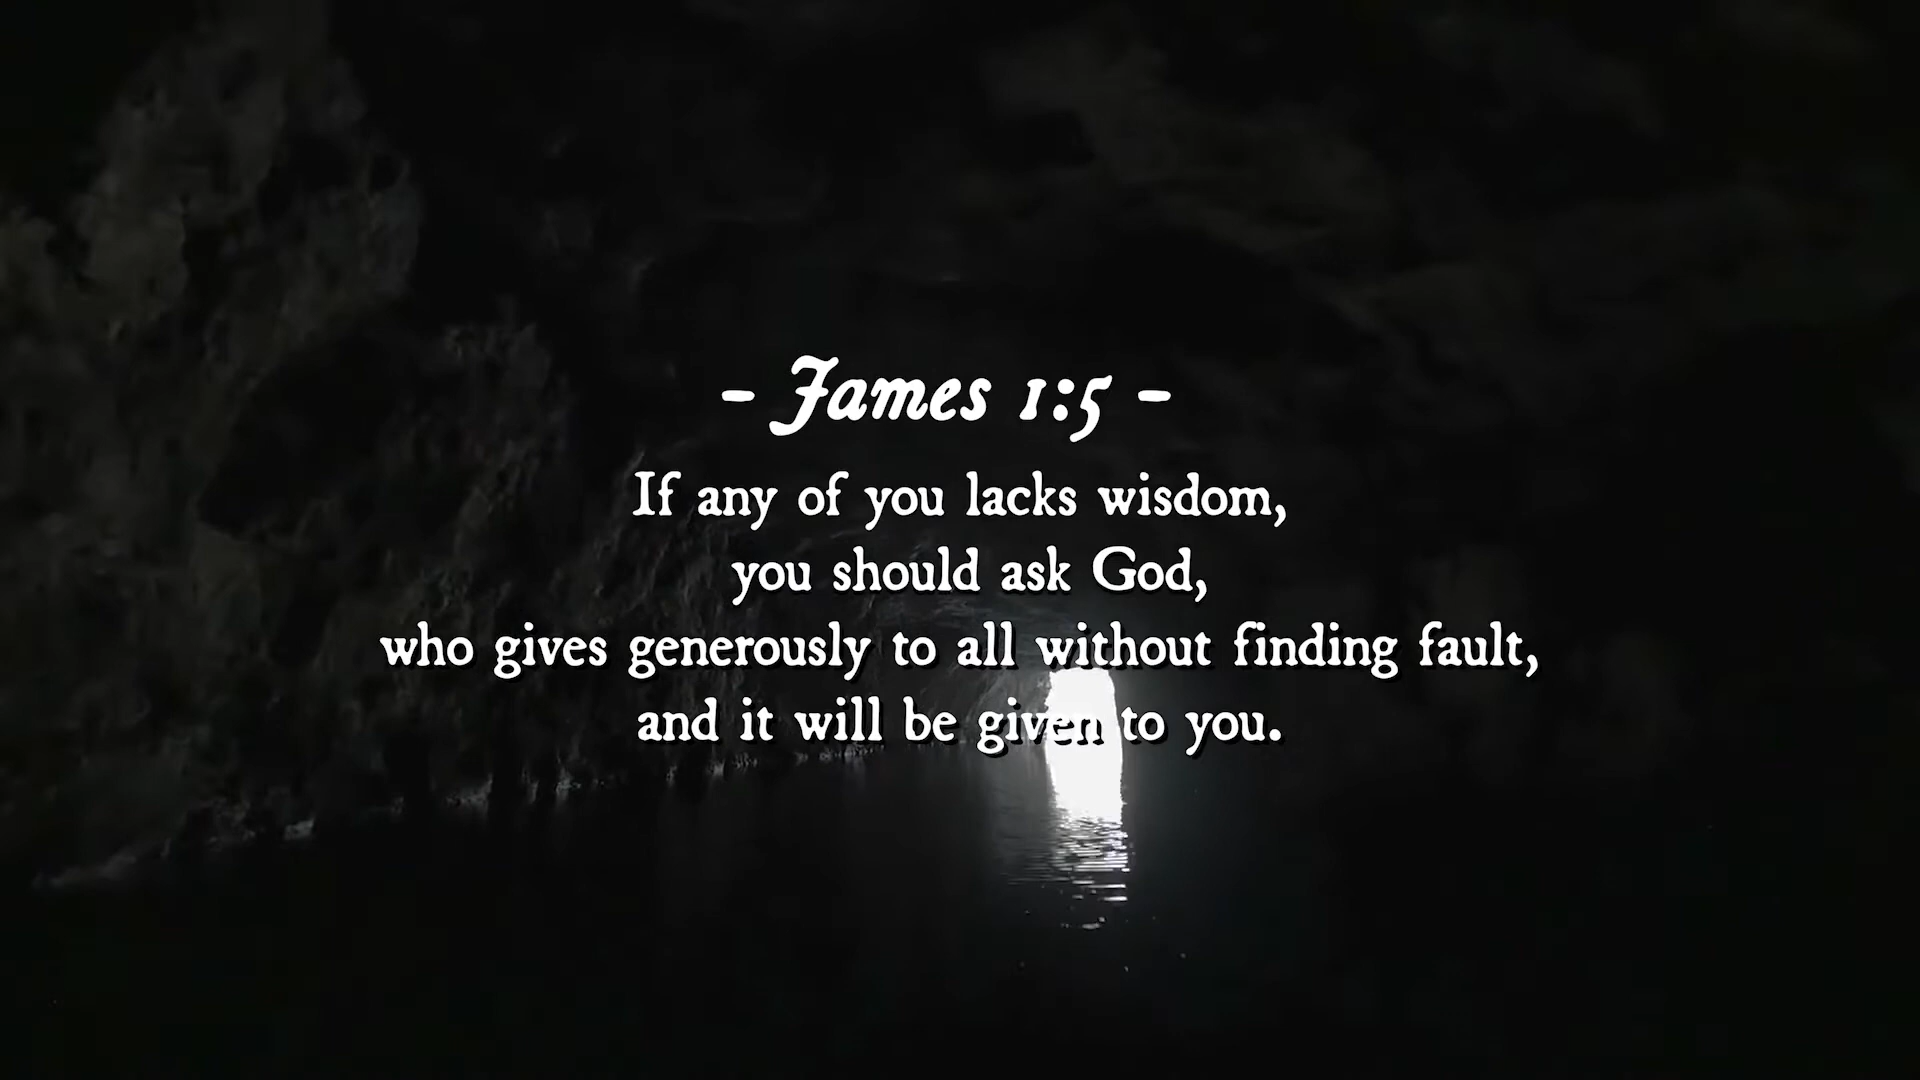 - James 1:5 -
If any of you lacks wisdom,
you should ask God,
who gives generously to all without finding fault,
and it will be given to you.